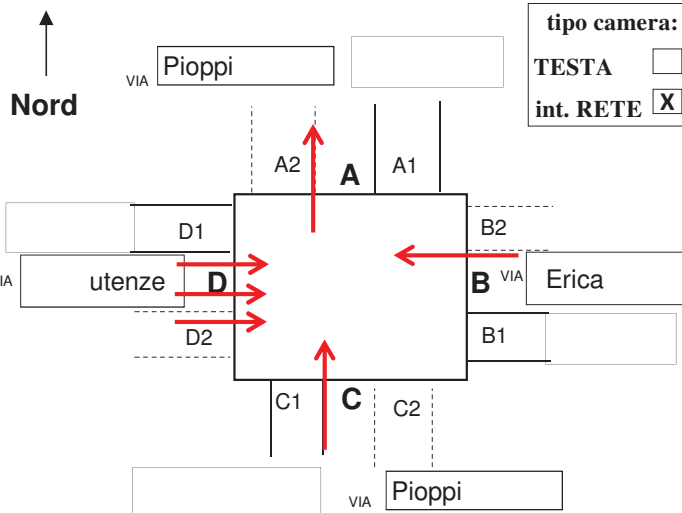 tipo camera:
VIA Pioppi
TESTA
Nord
int. RETE X
A2 A A1
D1 B2
VIA utenze D B VIA Erica
D2 B1
C1 C C2
VIA Pioppi